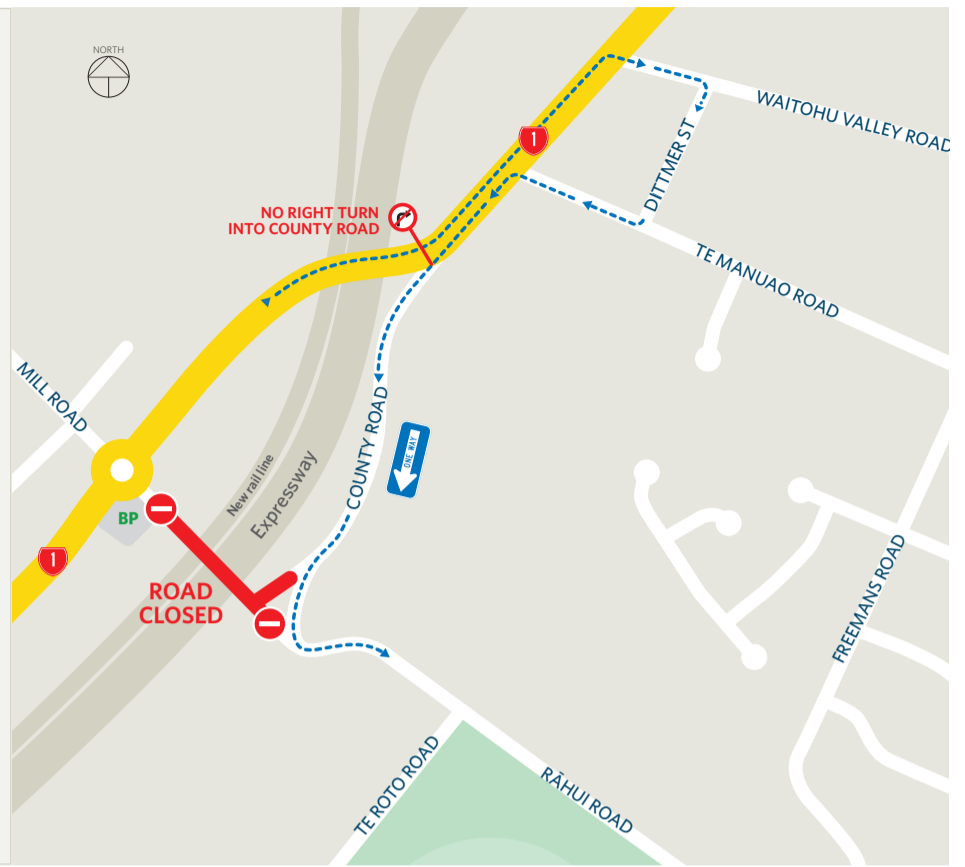 NORTH
WAITOHU VALLEY ROAD
1
DITTMER ST
NO RIGHT TURN
INTO COUNTY ROAD
TE MANUAO ROAD
MILL ROAD
COUNTY ROAD
ONE WAY
New rail line
Expressway
BP
1
ROAD
CLOSED
FREEMANS ROAD
TE ROTO ROAD
RĀHUI ROAD